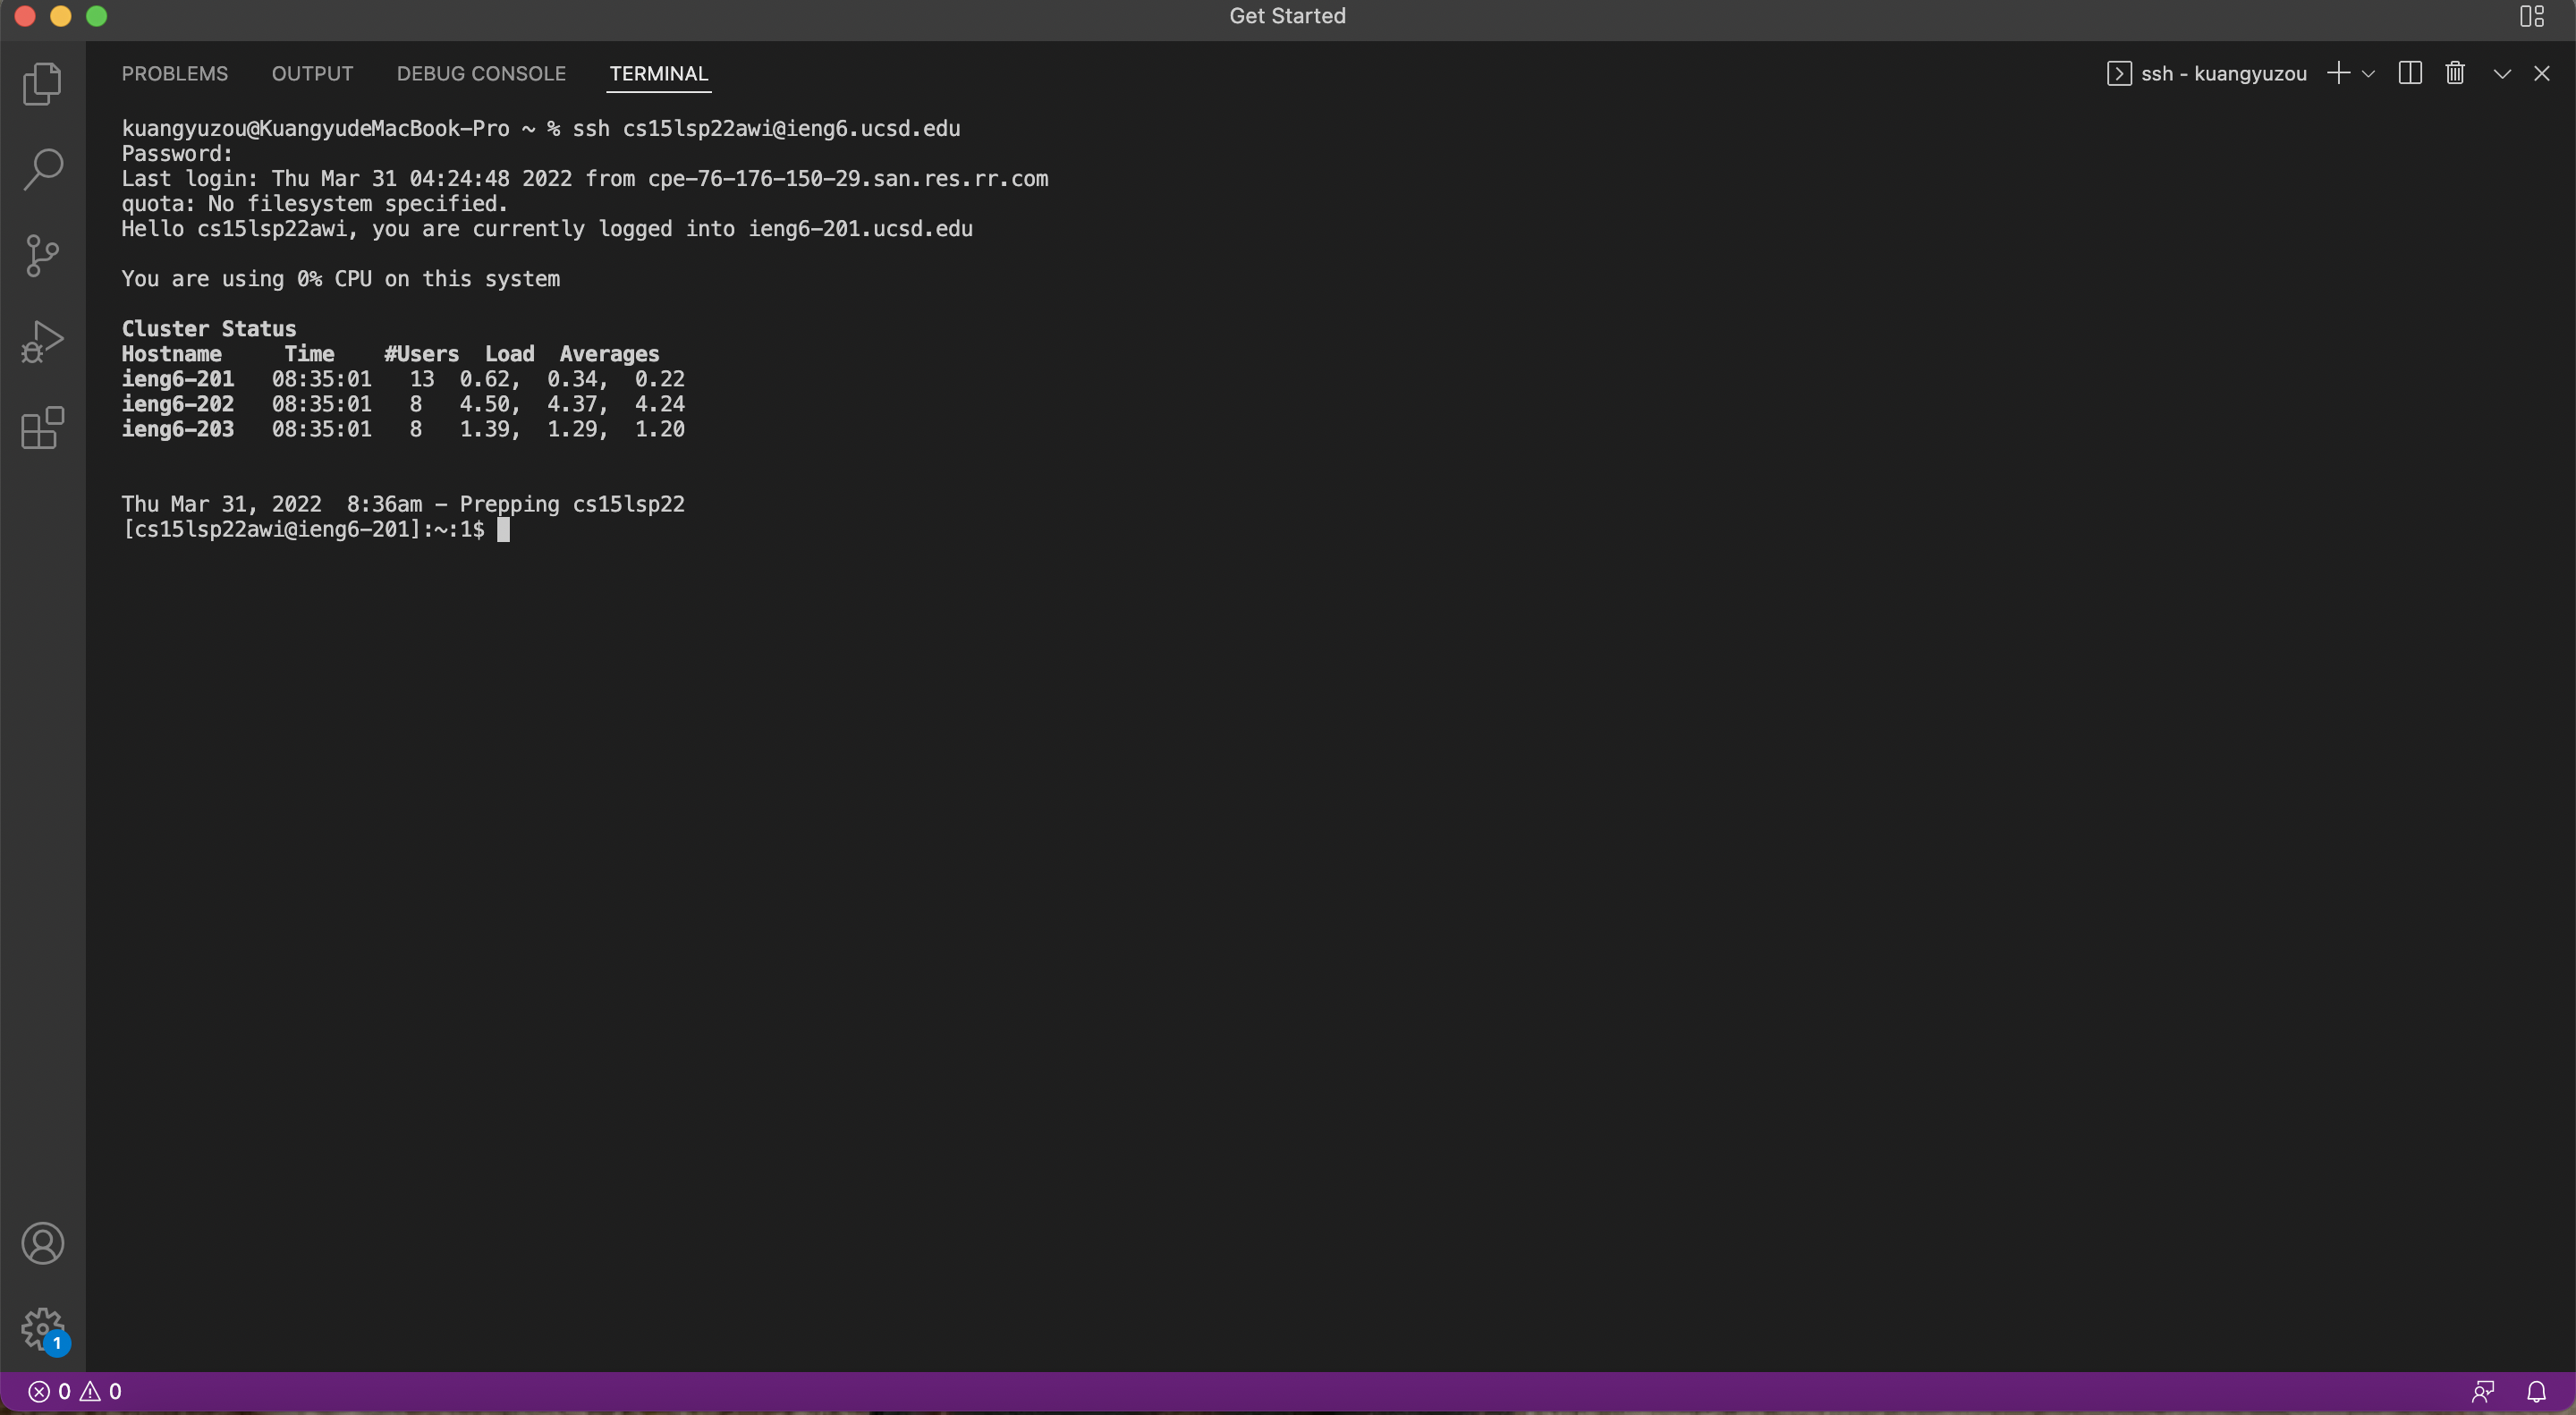 Get Started
PROBLEMS OUTPUT DEBUG CONSOLE TERMINAL ssh - kuangyuzou
kuangyuzou@KuangyudeMacBook-Pro ~ % ssh cs15lsp22awi@ieng6.ucsd.edu
Password:
Last login: Thu Mar 31 04:24:48 2022 from cpe-76-176-150-29.san.res.rr.com
quota: No filesystem specified.
Hello cs15lsp22awi, you are currently logged into ieng6-201.ucsd.edu
You are using 0% CPU on this system
Cluster Status
Hostname Time #Users Load Averages
ieng6-201 08:35:01 13 0.62, 0.34, 0.22
ieng6-202 08:35:01 8 4.50, 4.37, 4.24
ieng6-203 08:35:01 8 1.39, 1.29, 1.20
Thu Mar 31, 2022 8:36am - Prepping cs15lsp22
[cs15lsp22awi@ieng6-201]:~:1$
1
0 0